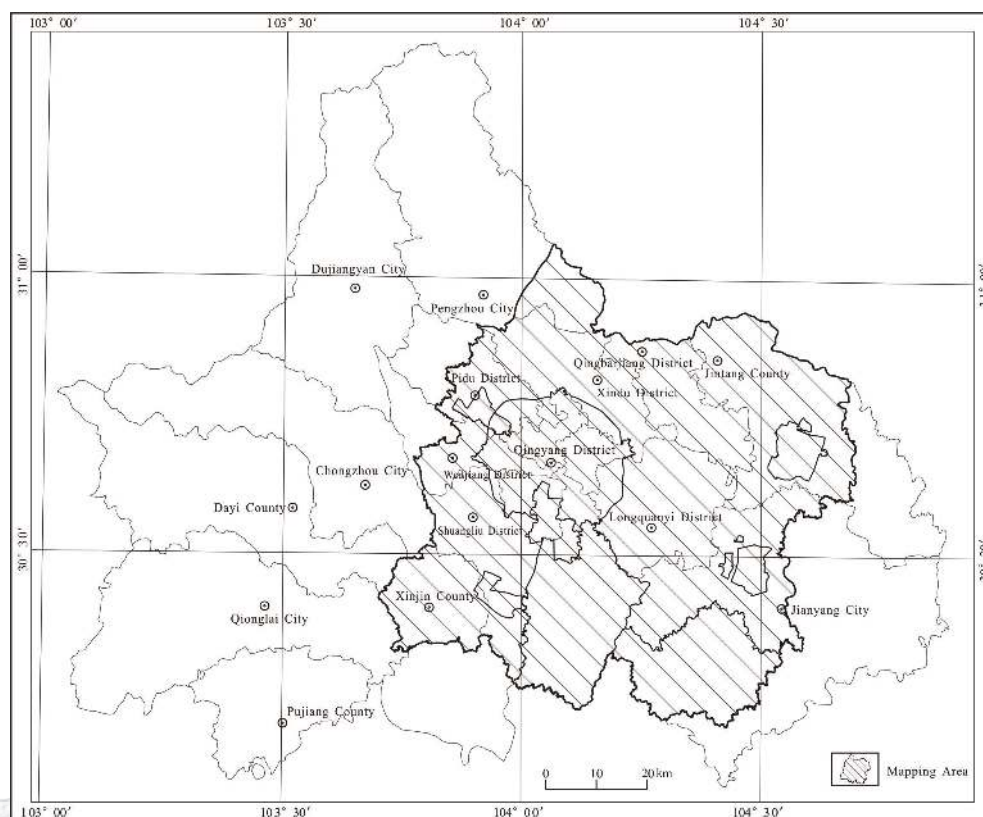 103° 00′ 103° 30′ 104° 00′ 104° 30′
31° 00′
Dujiangyan City
Pengzhou City
Qingbaijiang District
Jintang County
Pidu District
Xindu District
Qingyang District
Chongzhou City
Wenjiang District
Dayi County
Longquanyi District
Shuangliu District
30° 30′
Xinjin County
Jianyang City
Qionglai City
Pujiang County
0 10 20km
Mapping Area
103° 00′ 103° 30′ 104° 00′ 104° 30′